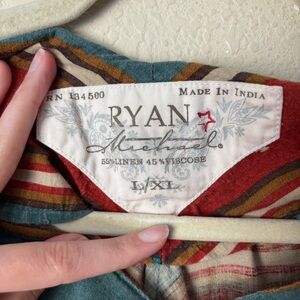 RN 134500 MADE IN INDIA
RYAN
Michael®
55% LINEN 45% VISCOSE
L/XL